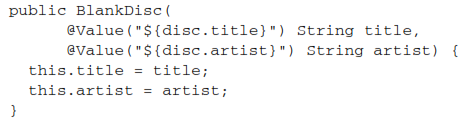 public BlankDisc(
      @Value("${disc.title}") String title,
      @Value("${disc.artist}") String artist) {
  this.title = title;
  this.artist = artist;
}